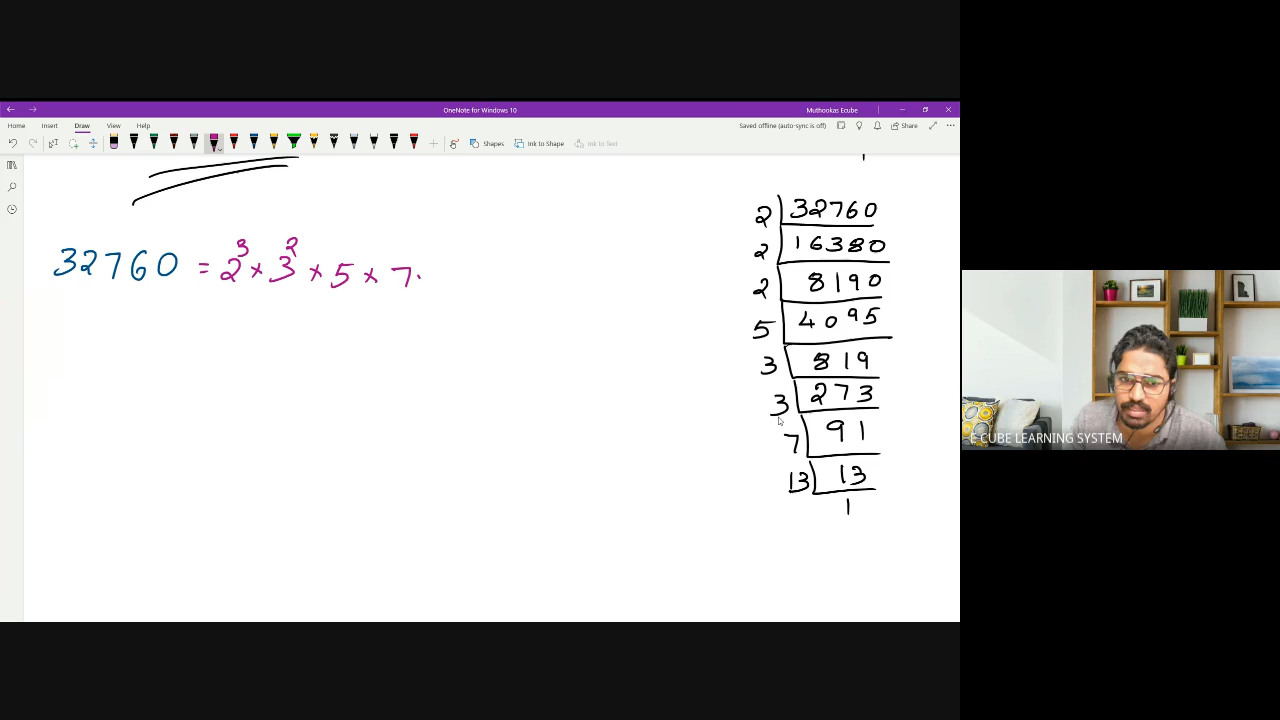 OneNote for Windows 10
Muthookas Ecube
Home Insert Draw View Help
Saved offline (auto-sync is off)
Share
Shapes
Ink to Shape
Ink to Text
32760 = 2³ × 3² × 5 × 7
2 | 32760
2 | 16380
2 | 8190
5 | 4095
3 | 819
3 | 273
7 | 91
13 | 13
1
E CUBE LEARNING SYSTEM